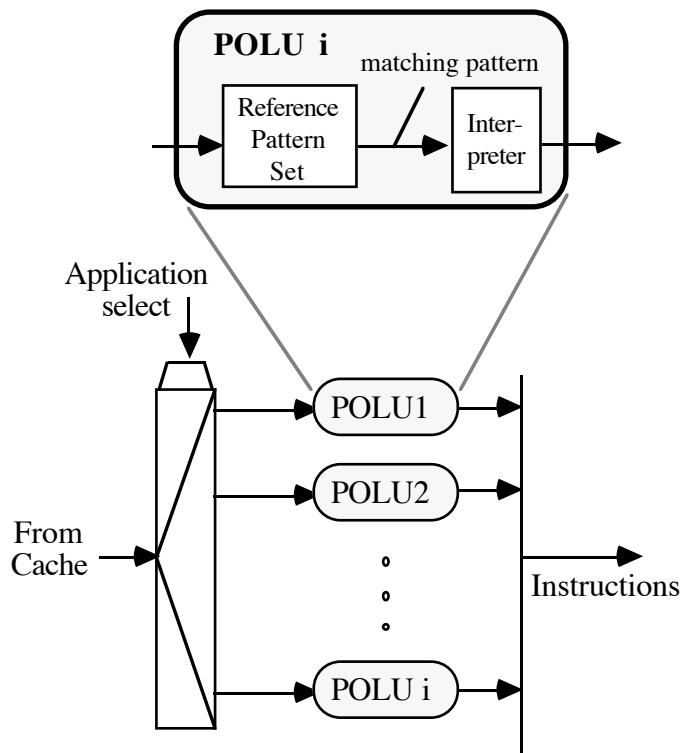 POLU i
matching pattern
Reference
Pattern
Set
Inter-
preter
Application
select
POLU1
POLU2
From
Cache
Instructions
POLU i